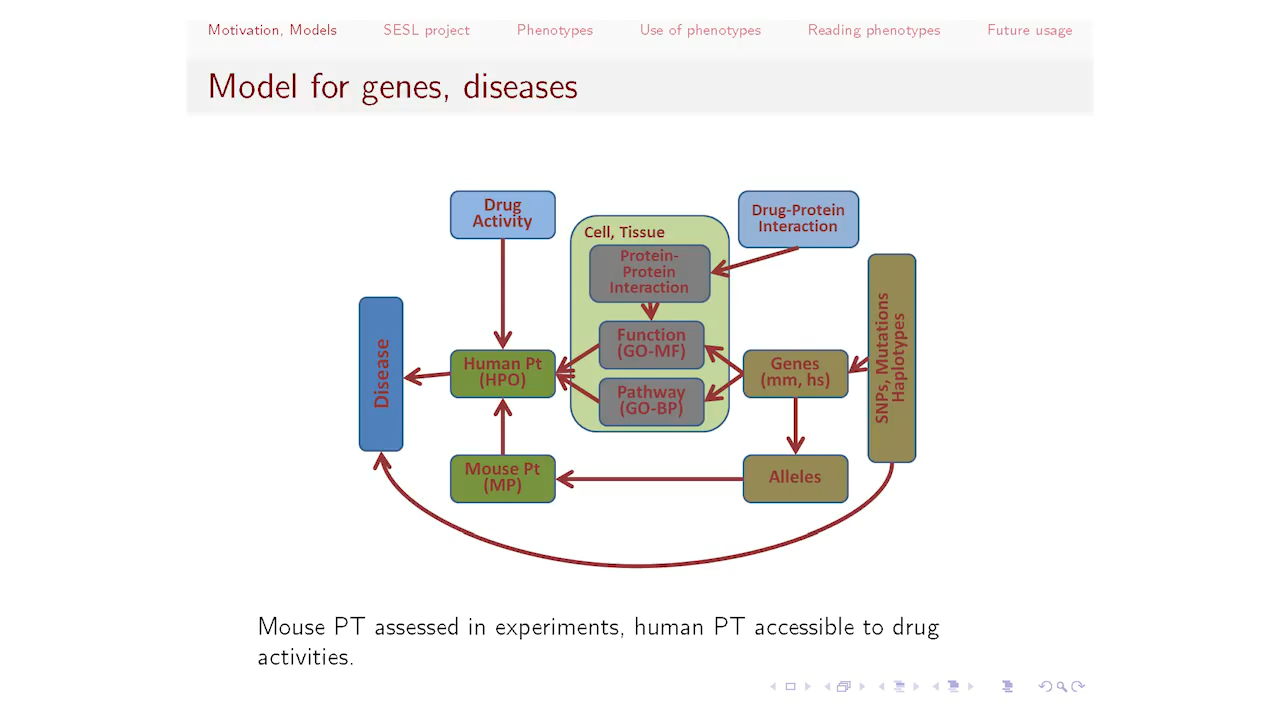 Motivation, Models SESL project Phenotypes Use of phenotypes Reading phenotypes Future usage
Model for genes, diseases
Drug
Activity
Drug-Protein
Interaction
Cell, Tissue
Protein-
Protein
Interaction
Function
(GO-MF)
Pathway
(GO-BP)
Human Pt
(HPO)
Genes
(mm, hs)
SNPs, Mutations
Haplotypes
Disease
Mouse Pt
(MP)
Alleles
Mouse PT assessed in experiments, human PT accessible to drug
activities.